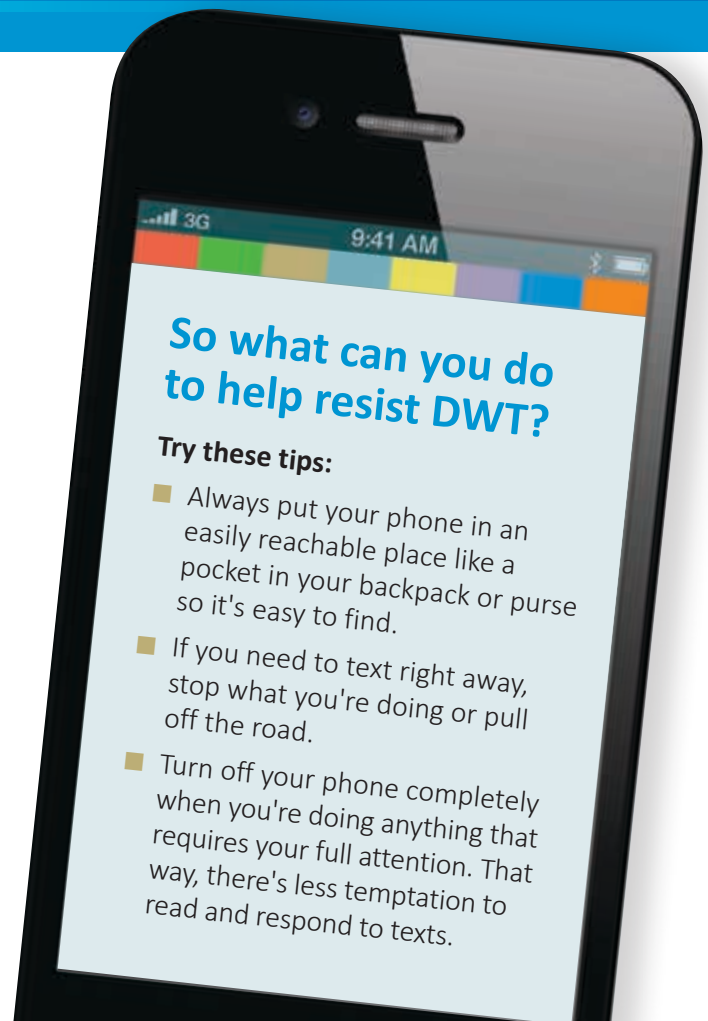 3G 9:41 AM
So what can you do
to help resist DWT?
Try these tips:
Always put your phone in an
easily reachable place like a
pocket in your backpack or purse
so it's easy to find.
If you need to text right away,
stop what you're doing or pull
off the road.
Turn off your phone completely
when you're doing anything that
requires your full attention. That
way, there's less temptation to
read and respond to texts.